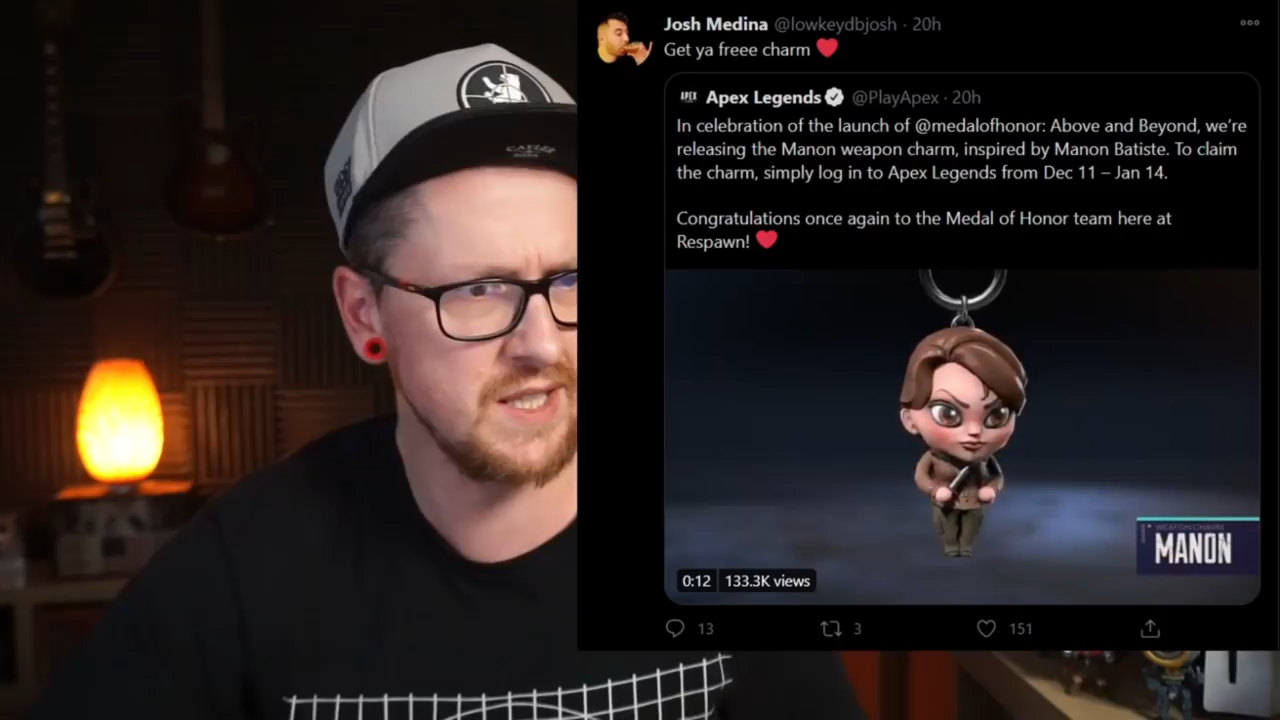 Josh Medina @lowkeydbjosh · 20h
Get ya freee charm ❤️
APEX Apex Legends @PlayApex · 20h
In celebration of the launch of @medalofhonor: Above and Beyond, we're
releasing the Manon weapon charm, inspired by Manon Batiste. To claim
the charm, simply log in to Apex Legends from Dec 11 – Jan 14.
Congratulations once again to the Medal of Honor team here at
Respawn! ❤️
WEAPON CHARM
MANON
0:12 133.3K views
13 3 151
CAYLER